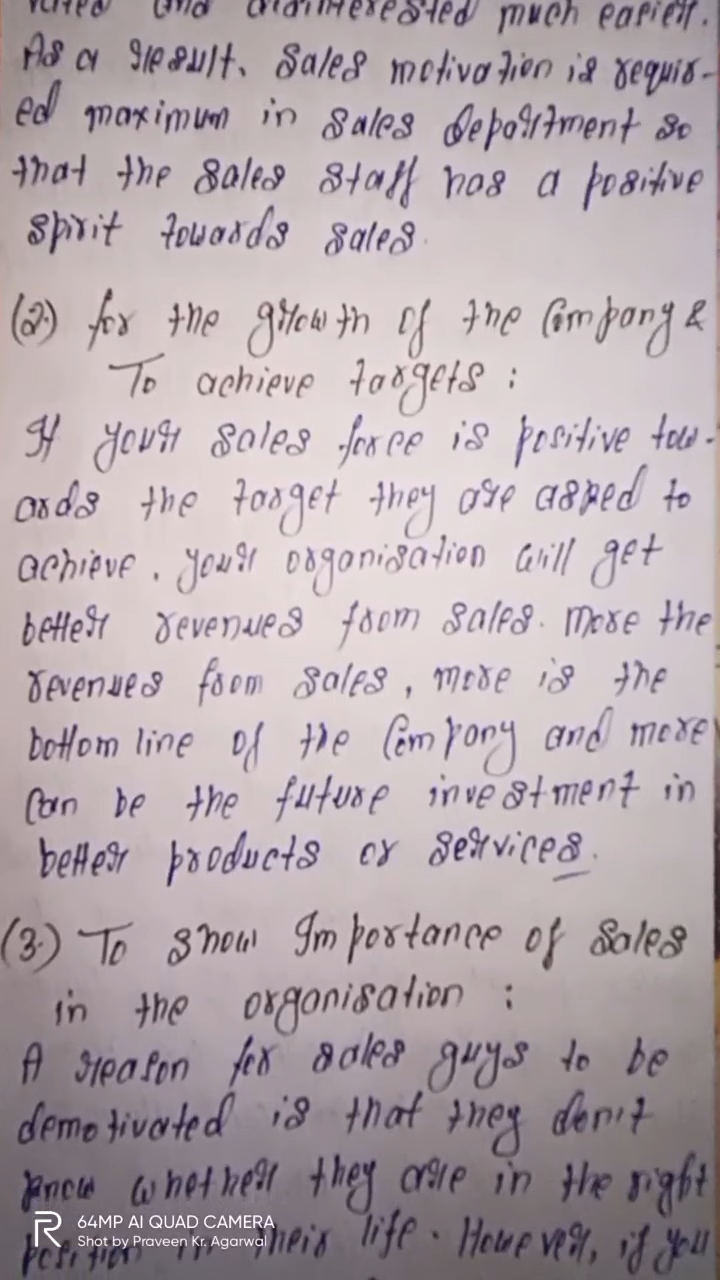 and disinterested much easier.
As a result, Sales motivation is requir-
ed maximum in sales department so
that the sales staff has a positive
spirit towards sales.
(2.) for the growth of the Company &
To achieve targets :
If your sales force is positive tow-
ards the target they are asked to
achieve, your organisation will get
better revenues from sales. More the
revenues from sales, more is the
bottom line of the Company and more
Can be the future investment in
better products or services.
(3.) To show Importance of Sales
in the organisation :
A reason for sales guys to be
demotivated is that they don't
know whether they are in the right
position in their life. However, if you
64MP AI QUAD CAMERA
Shot by Praveen Kr. Agarwal